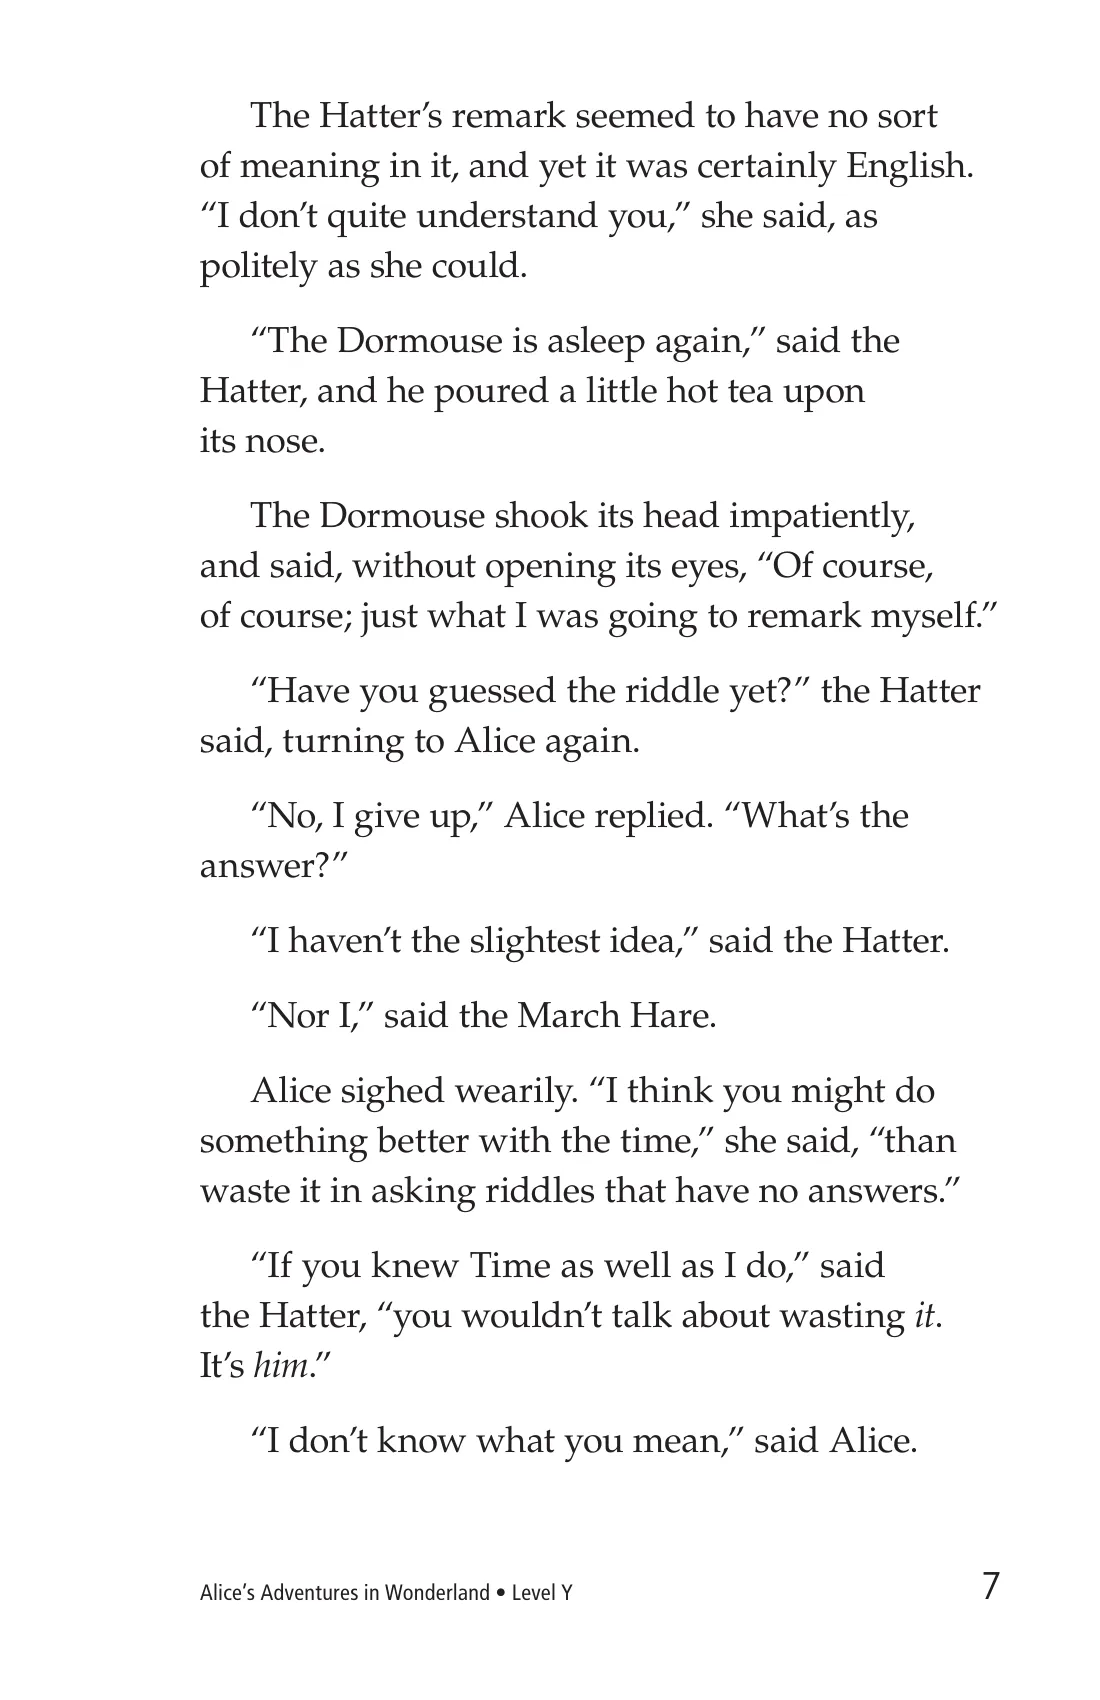 The Hatter’s remark seemed to have no sort
of meaning in it, and yet it was certainly English.
“I don’t quite understand you,” she said, as
politely as she could.
“The Dormouse is asleep again,” said the
Hatter, and he poured a little hot tea upon
its nose.
The Dormouse shook its head impatiently,
and said, without opening its eyes, “Of course,
of course; just what I was going to remark myself.”
“Have you guessed the riddle yet?” the Hatter
said, turning to Alice again.
“No, I give up,” Alice replied. “What’s the
answer?”
“I haven’t the slightest idea,” said the Hatter.
“Nor I,” said the March Hare.
Alice sighed wearily. “I think you might do
something better with the time,” she said, “than
waste it in asking riddles that have no answers.”
“If you knew Time as well as I do,” said
the Hatter, “you wouldn’t talk about wasting it.
It’s him.”
“I don’t know what you mean,” said Alice.
Alice’s Adventures in Wonderland • Level Y 7